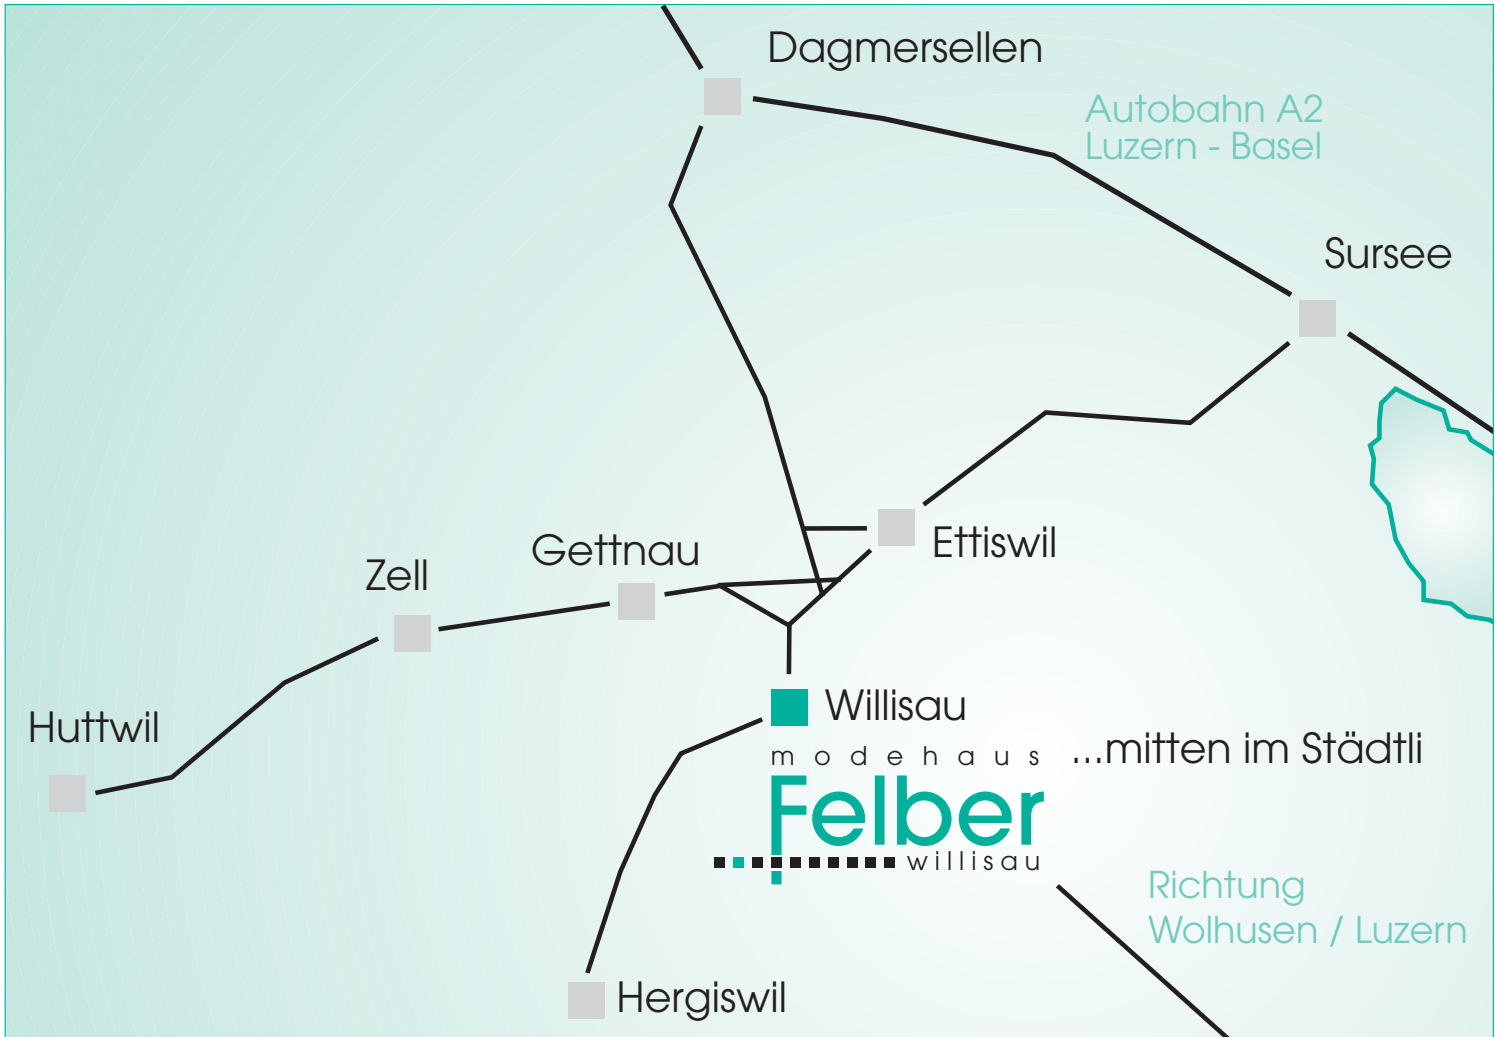 Dagmersellen
Autobahn A2
Luzern - Basel
Sursee
Ettiswil
Gettnau
Zell
Huttwil
Willisau
modehaus
...mitten im Städtli
Felber
willisau
Richtung
Wolhusen / Luzern
Hergiswil